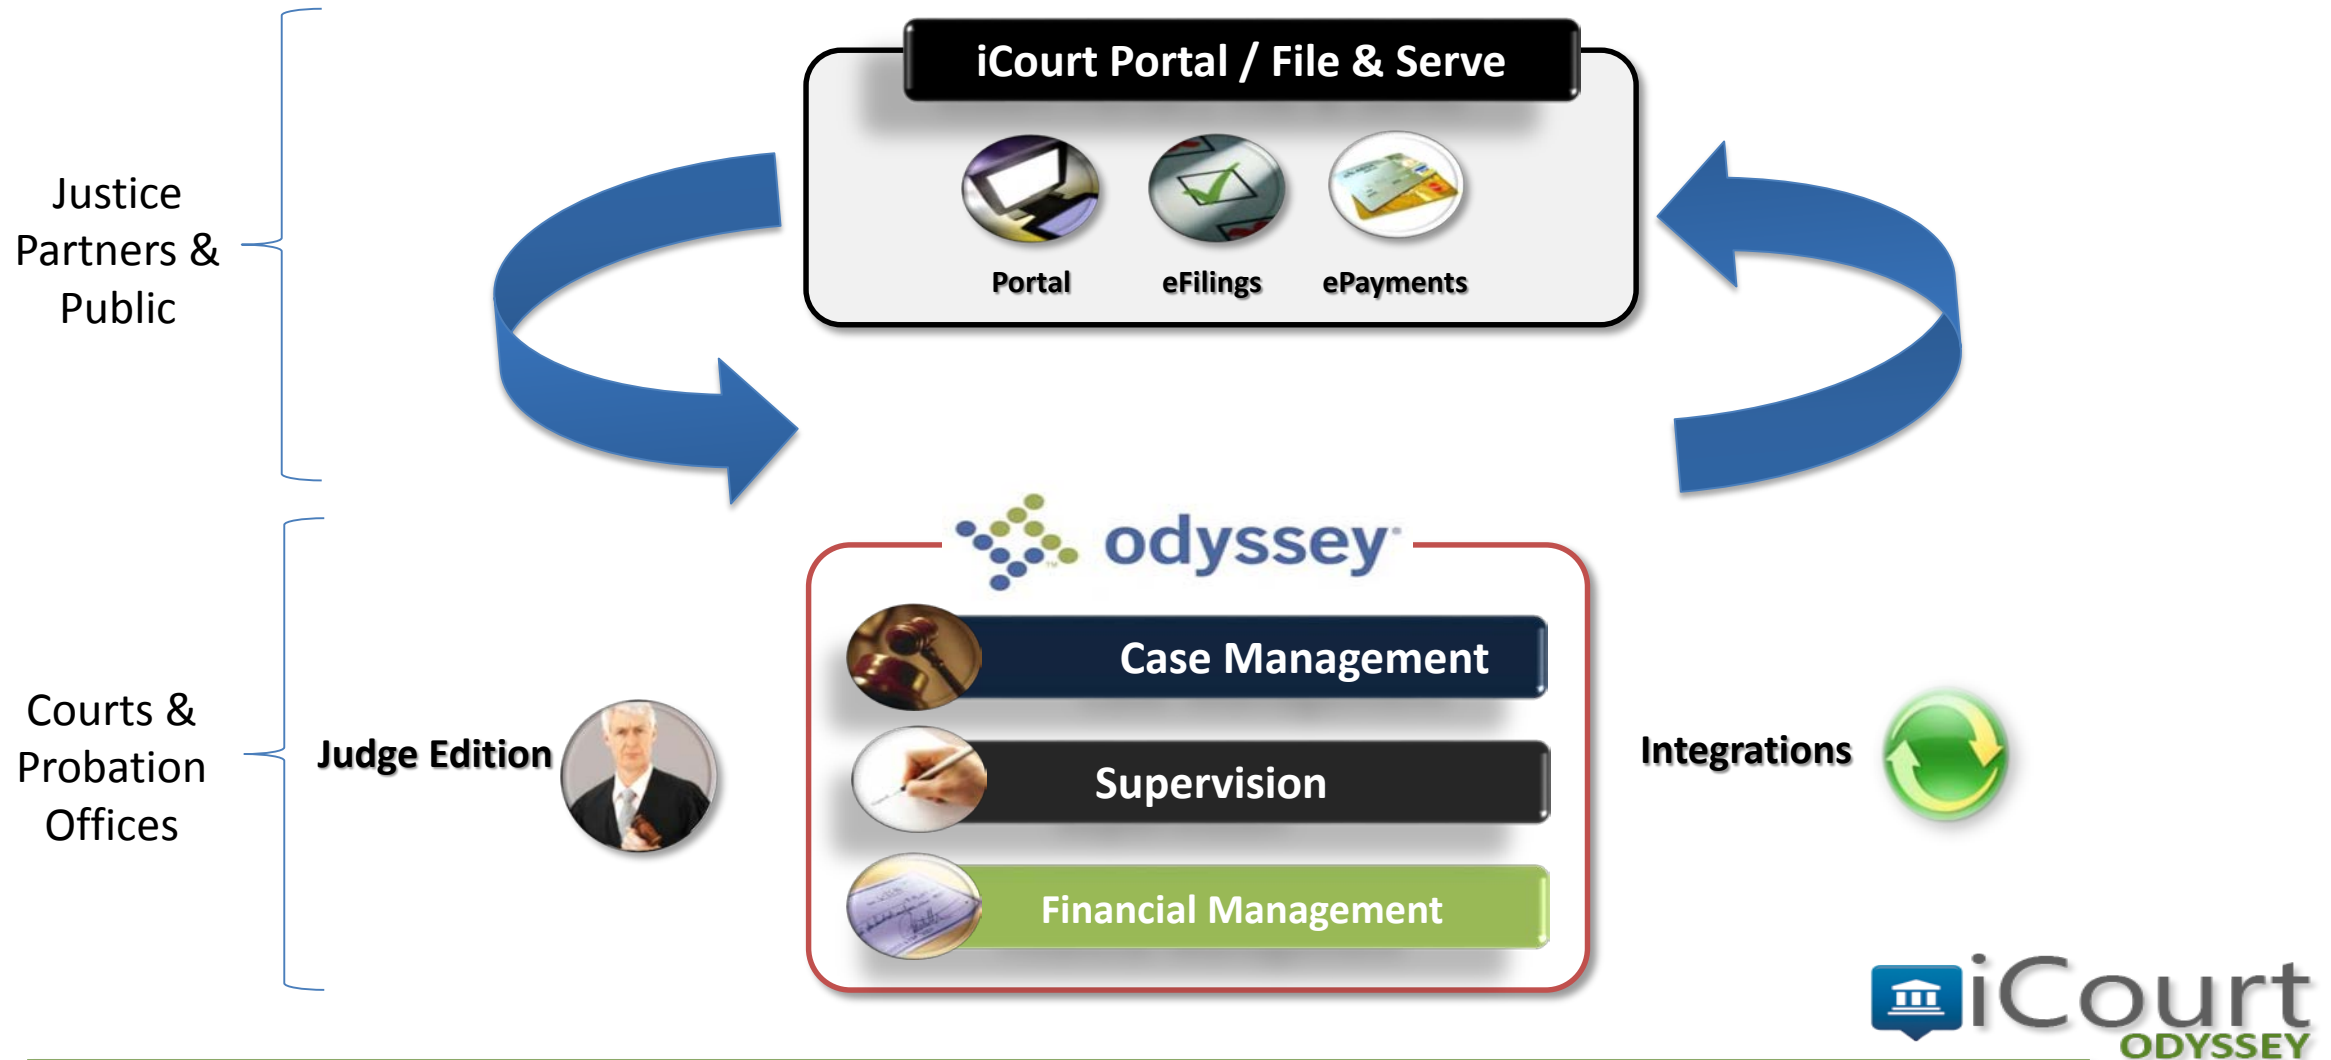 iCourt Portal / File & Serve
Portal
eFilings
ePayments
Justice
Partners &
Public
odyssey
Case Management
Supervision
Financial Management
Courts &
Probation
Offices
Judge Edition
Integrations
iCourt
ODYSSEY